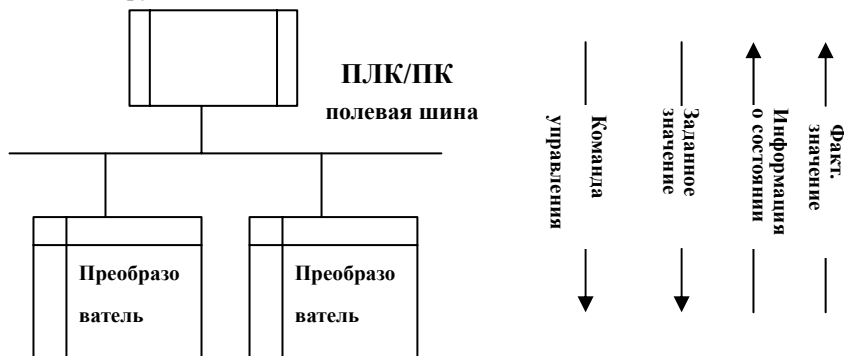 ПЛК/ПК
полевая шина
Преобразо
ватель
Преобразо
ватель
Команда
управления
Заданное
значение
Информация
о состоянии
Факт.
значение